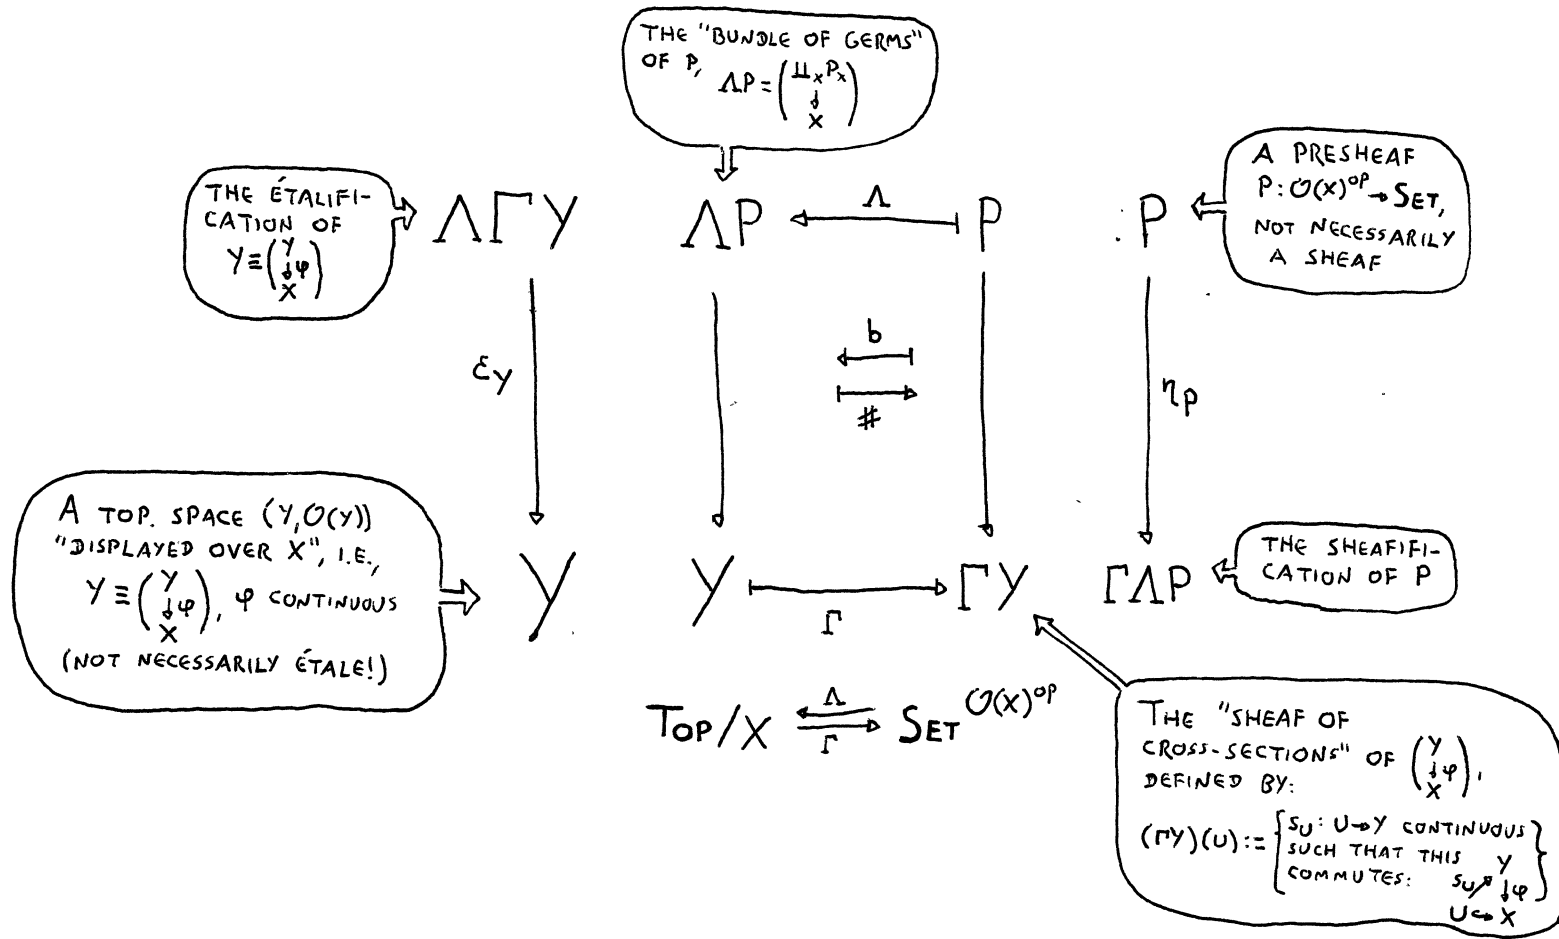 THE "BUNDLE OF GERMS"
OF P, ΛP = (∐ₓPₓ
↓
X)
THE ÉTALIFI-
CATION OF
Y ≡ (Y
↓φ
X)
A PRESHEAF
P: O(X)^op → SET,
NOT NECESSARILY
A SHEAF
ΛΓY ΛP Λ P P
b
#
εY
ηP
A TOP. SPACE (Y, O(Y))
"DISPLAYED OVER X", I.E.,
Y ≡ (Y
↓φ
X), φ CONTINUOUS
(NOT NECESSARILY ÉTALE!)
Y Y Γ ΓY ΓΛP
THE SHEAFIFI-
CATION OF P
TOP/X Λ Γ SET^O(X)^op
THE "SHEAF OF
CROSS-SECTIONS" OF (Y
↓φ
X),
DEFINED BY:
(ΓY)(U) := { s_U: U→Y CONTINUOUS
SUCH THAT THIS Y
COMMUTES: s_U↗ ↓φ
U↪X }